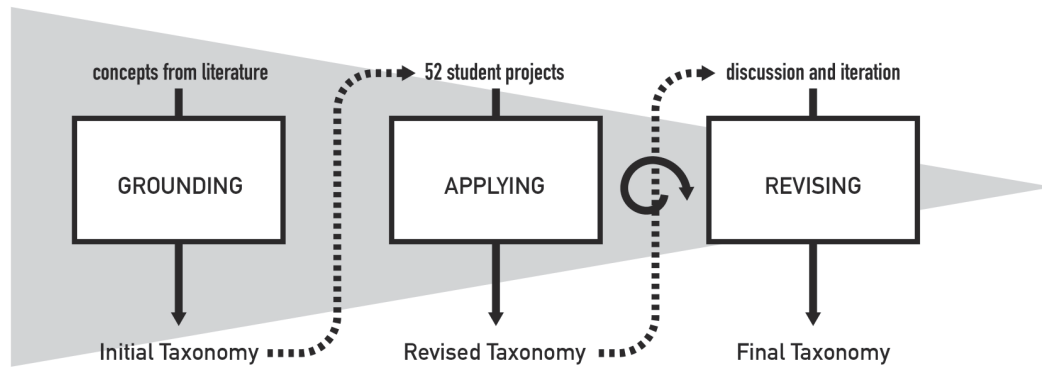 concepts from literature
52 student projects
discussion and iteration
GROUNDING
APPLYING
REVISING
Initial Taxonomy
Revised Taxonomy
Final Taxonomy